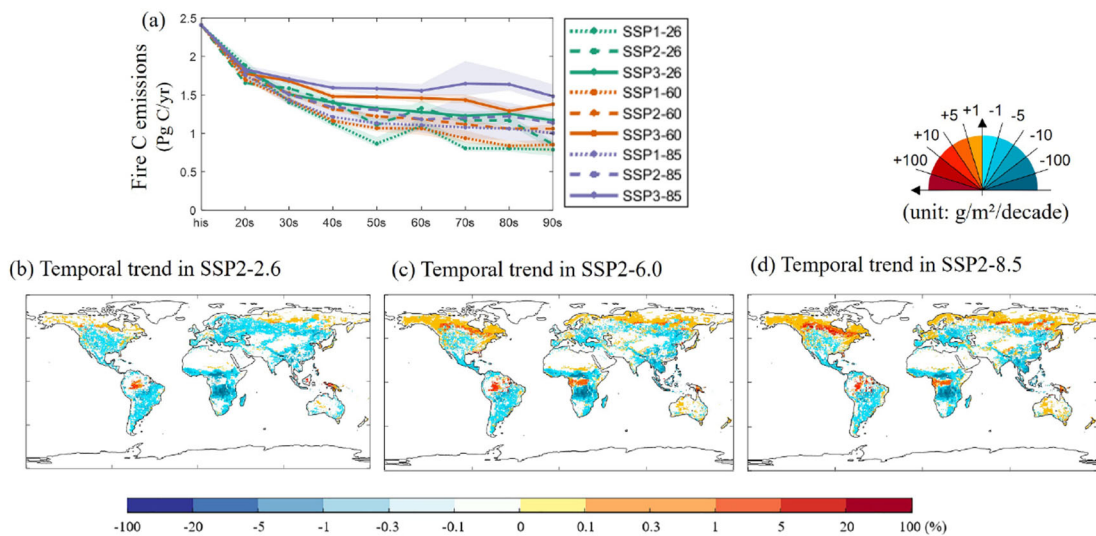 (a)
2.5
2
1.5
1
0.5
0
Fire C emissions
(Pg C/yr)
his 20s 30s 40s 50s 60s 70s 80s 90s
SSP1-26
SSP2-26
SSP3-26
SSP1-60
SSP2-60
SSP3-60
SSP1-85
SSP2-85
SSP3-85
+1 -1
+5 -5
+10 -10
+100 -100
(unit: g/m²/decade)
(b) Temporal trend in SSP2-2.6
(c) Temporal trend in SSP2-6.0
(d) Temporal trend in SSP2-8.5
-100 -20 -5 -1 -0.3 -0.1 0 0.1 0.3 1 5 20 100 (%)